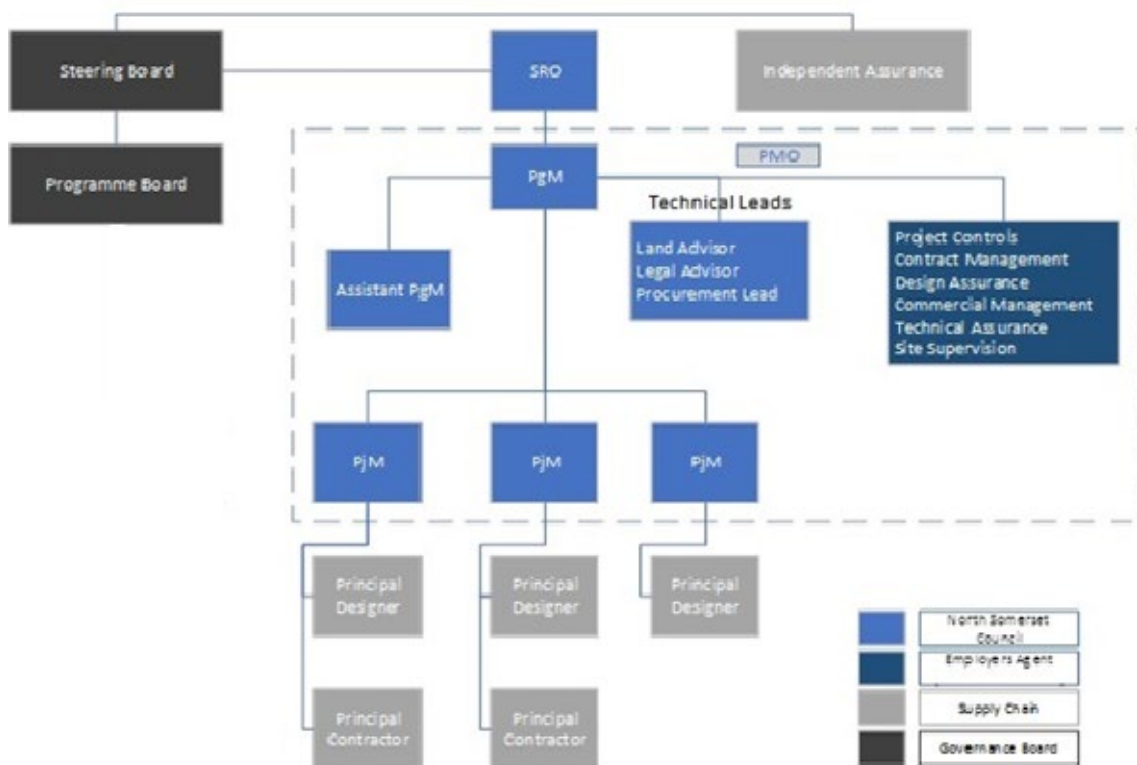 Steering Board
SRO
Independent Assurance
Programme Board
PgM
PMO
Technical Leads
Assistant PgM
Land Advisor
Legal Advisor
Procurement Lead
Project Controls
Contract Management
Design Assurance
Commercial Management
Technical Assurance
Site Supervision
PjM
PjM
PjM
Principal
Designer
Principal
Designer
Principal
Designer
Principal
Contractor
Principal
Contractor
North Somerset
Council
Employers Agent
Supply Chain
Governance Board